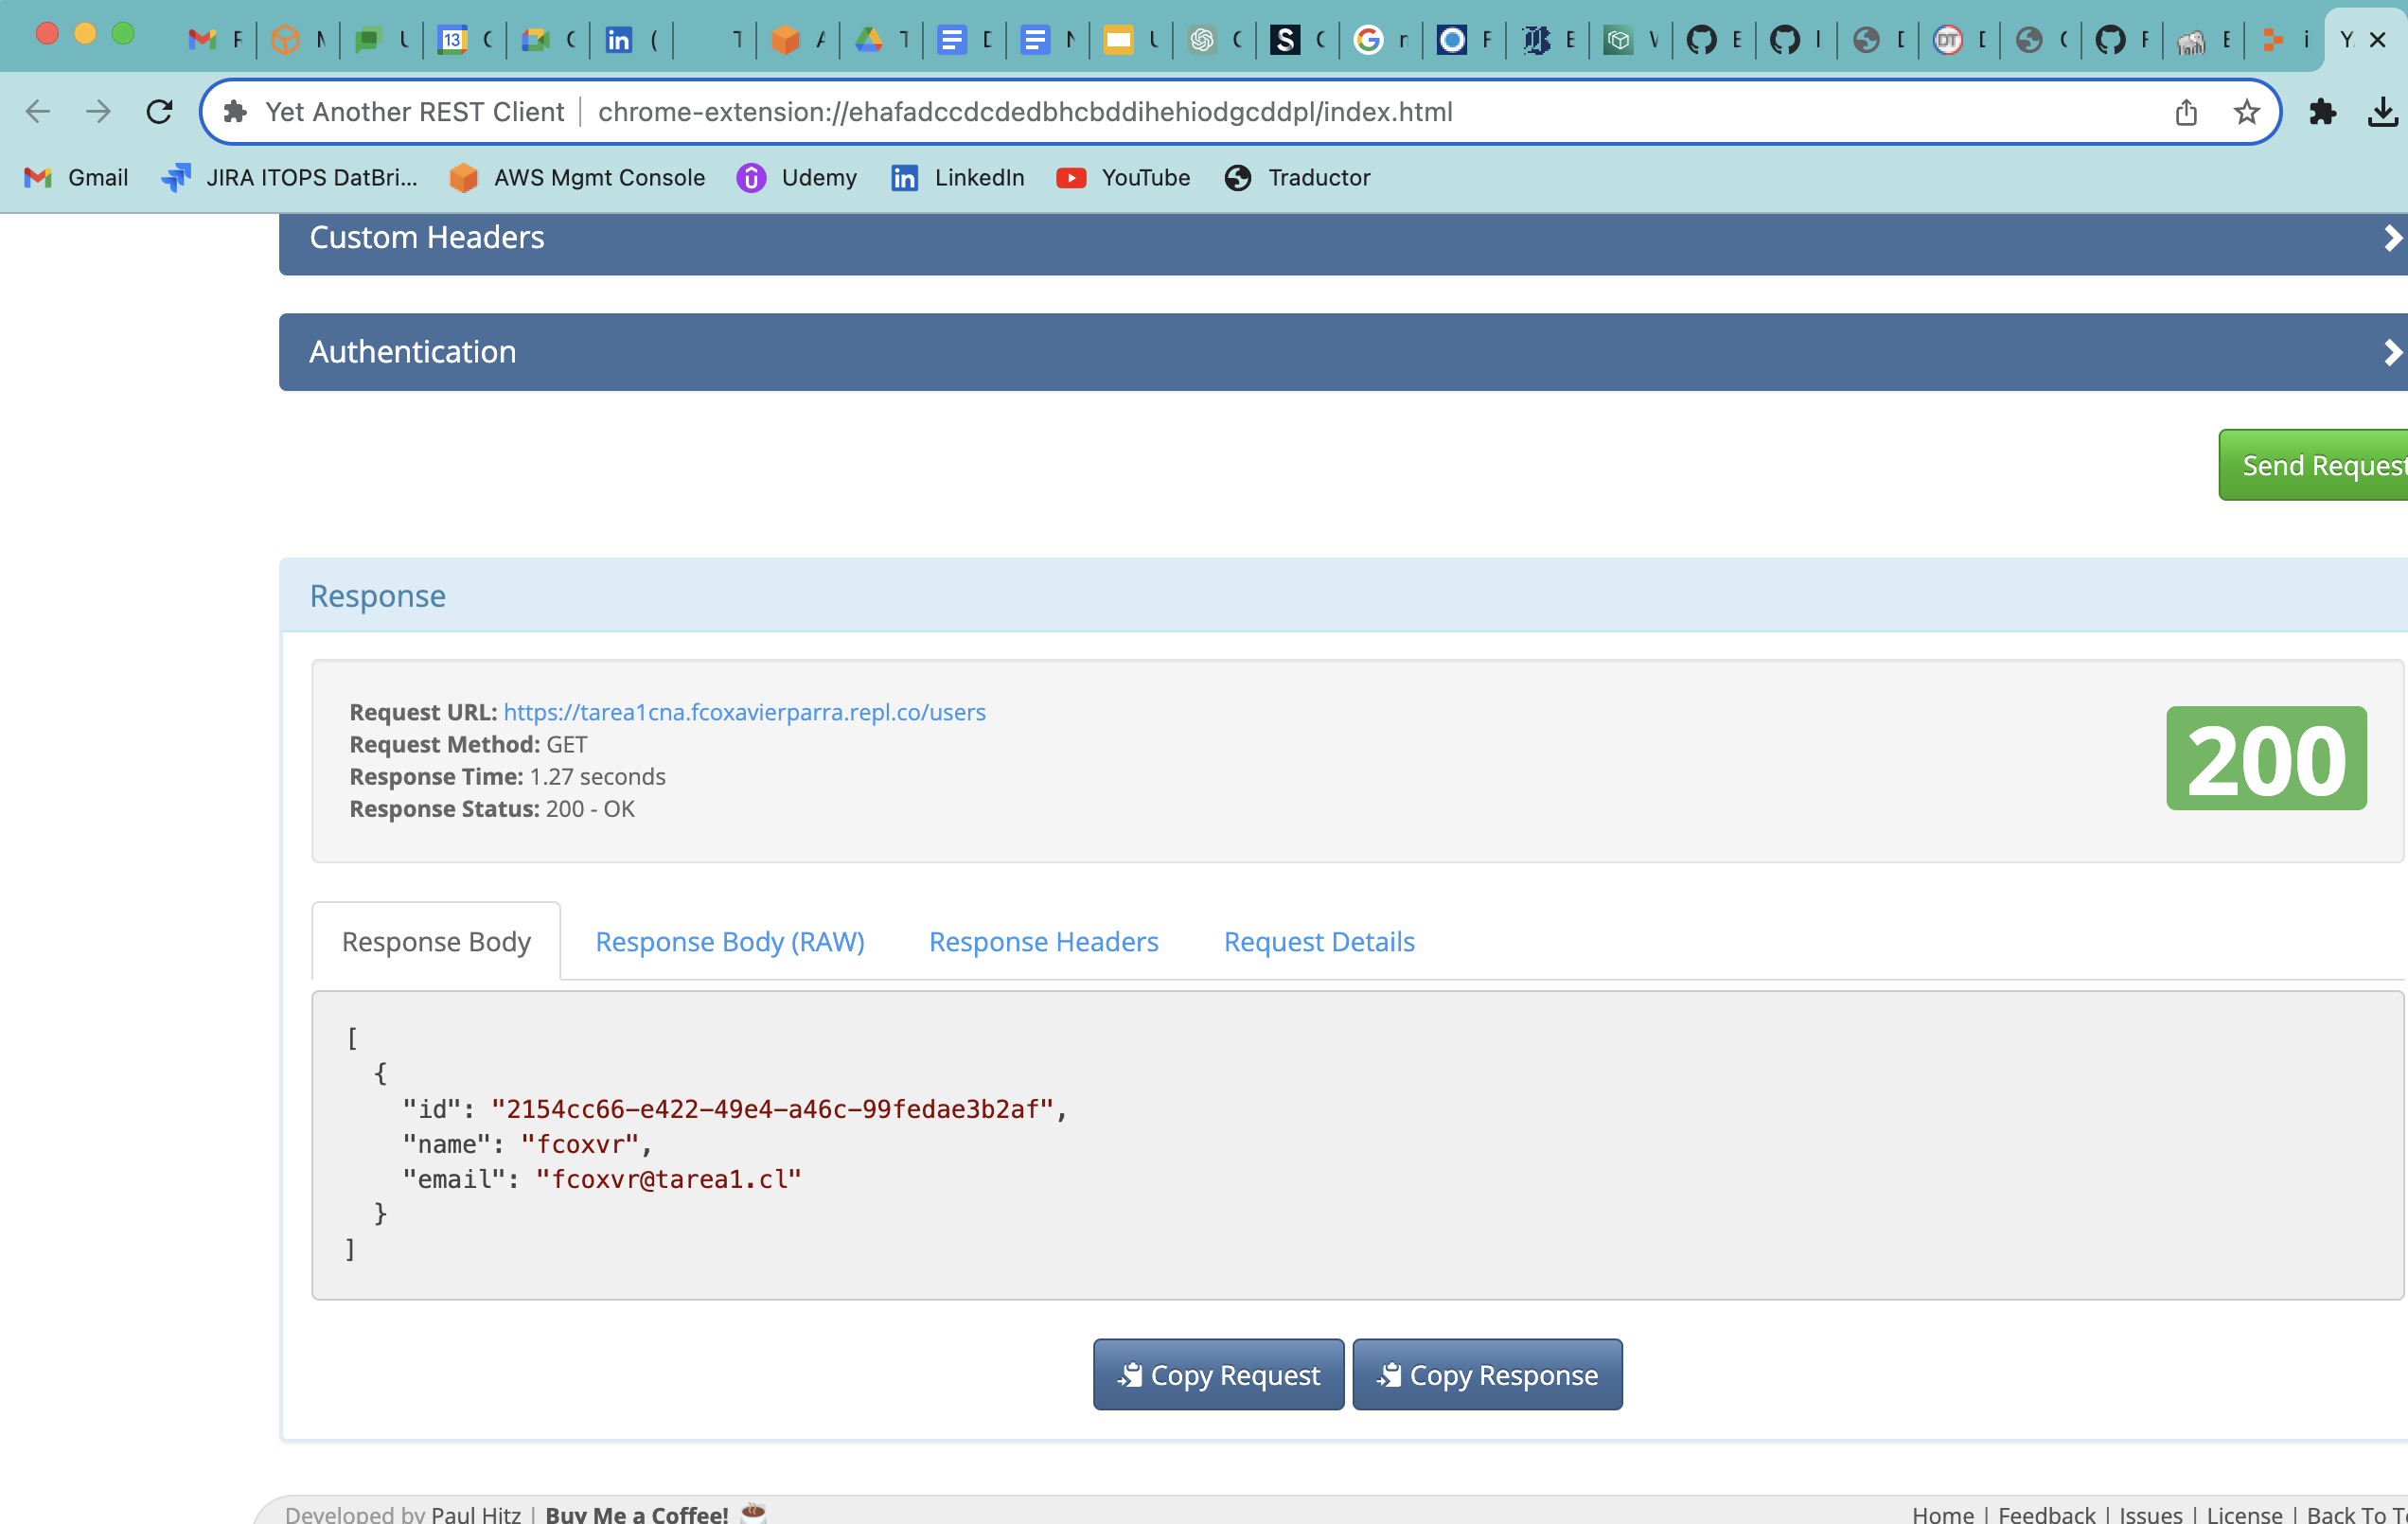 Yet Another REST Client | chrome-extension://ehafadccdcdedbhcbddihehiodgcddpl/index.html
Gmail JIRA ITOPS DatBri... AWS Mgmt Console Udemy LinkedIn YouTube Traductor
Custom Headers
Authentication
Send Request
Response
Request URL: https://tarea1cna.fcoxavierparra.repl.co/users
Request Method: GET
Response Time: 1.27 seconds
Response Status: 200 - OK
200
Response Body Response Body (RAW) Response Headers Request Details
[
{
"id": "2154cc66-e422-49e4-a46c-99fedae3b2af",
"name": "fcoxvr",
"email": "fcoxvr@tarea1.cl"
}
]
Copy Request Copy Response
Developed by Paul Hitz | Buy Me a Coffee! Home | Feedback | Issues | License | Back To T